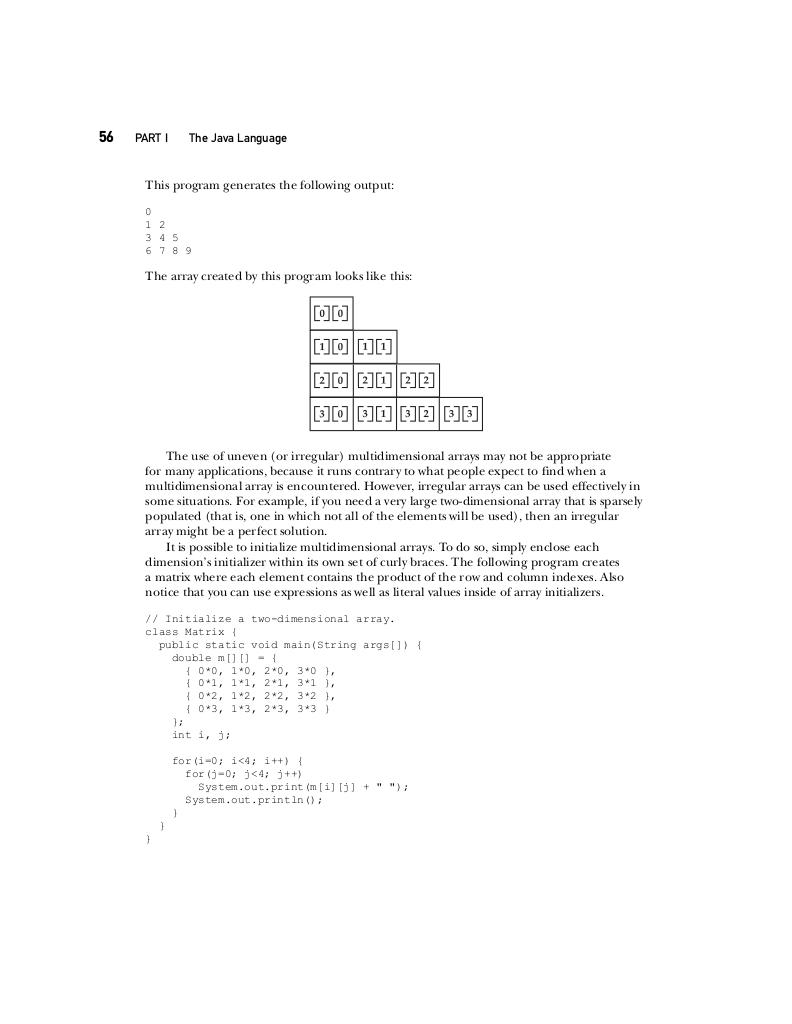 56 PART I The Java Language
This program generates the following output:
0
1 2
3 4 5
6 7 8 9
The array created by this program looks like this:
[0][0]
[1][0] [1][1]
[2][0] [2][1] [2][2]
[3][0] [3][1] [3][2] [3][3]
The use of uneven (or irregular) multidimensional arrays may not be appropriate
for many applications, because it runs contrary to what people expect to find when a
multidimensional array is encountered. However, irregular arrays can be used effectively in
some situations. For example, if you need a very large two-dimensional array that is sparsely
populated (that is, one in which not all of the elements will be used), then an irregular
array might be a perfect solution.
It is possible to initialize multidimensional arrays. To do so, simply enclose each
dimension's initializer within its own set of curly braces. The following program creates
a matrix where each element contains the product of the row and column indexes. Also
notice that you can use expressions as well as literal values inside of array initializers.
// Initialize a two-dimensional array.
class Matrix {
  public static void main(String args[]) {
    double m[][] = {
      { 0*0, 1*0, 2*0, 3*0 },
      { 0*1, 1*1, 2*1, 3*1 },
      { 0*2, 1*2, 2*2, 3*2 },
      { 0*3, 1*3, 2*3, 3*3 }
    };
    int i, j;
    for(i=0; i<4; i++) {
      for(j=0; j<4; j++)
        System.out.print(m[i][j] + " ");
      System.out.println();
    }
  }
}